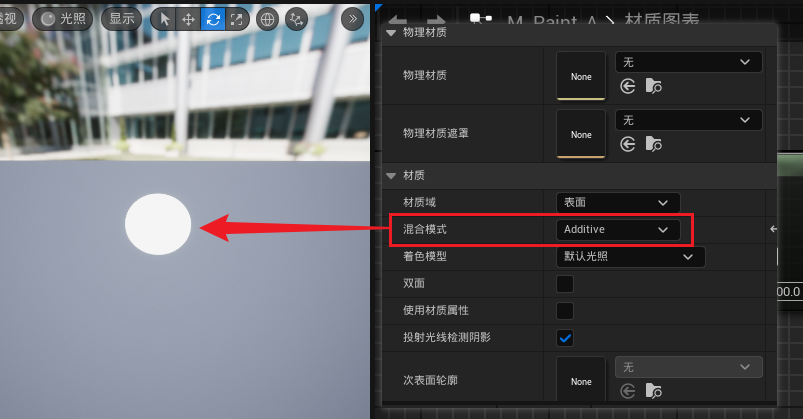 透视 光照 显示
M_Paint_A 材质图表
物理材质
物理材质
None
无
物理材质遮罩
None
无
材质
材质域
表面
混合模式
Additive
着色模型
默认光照
双面
使用材质属性
投射光线检测阴影
次表面轮廓
None
无
00.0